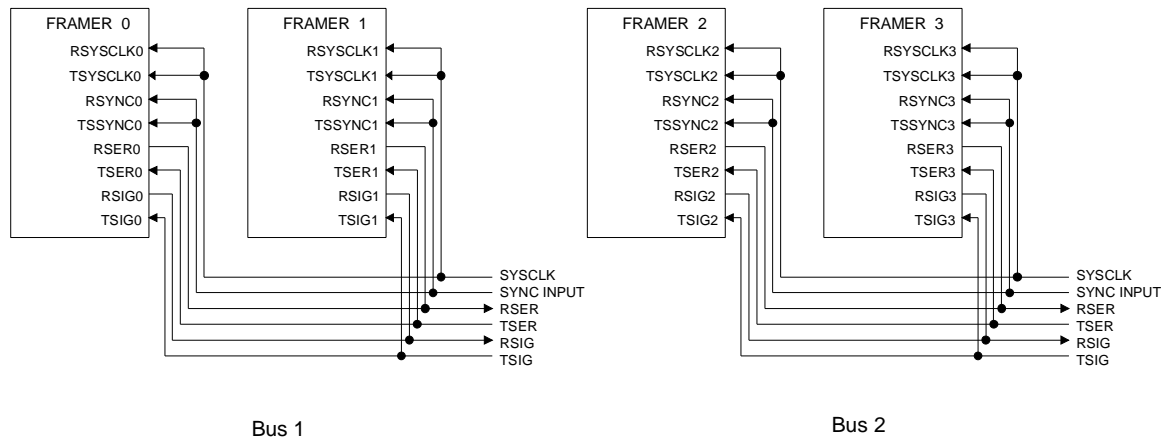 FRAMER 0
RSYSCLK0
TSYSCLK0
RSYNC0
TSSYNC0
RSER0
TSER0
RSIG0
TSIG0
FRAMER 1
RSYSCLK1
TSYSCLK1
RSYNC1
TSSYNC1
RSER1
TSER1
RSIG1
TSIG1
SYSCLK
SYNC INPUT
RSER
TSER
RSIG
TSIG
Bus 1
FRAMER 2
RSYSCLK2
TSYSCLK2
RSYNC2
TSSYNC2
RSER2
TSER2
RSIG2
TSIG2
FRAMER 3
RSYSCLK3
TSYSCLK3
RSYNC3
TSSYNC3
RSER3
TSER3
RSIG3
TSIG3
SYSCLK
SYNC INPUT
RSER
TSER
RSIG
TSIG
Bus 2